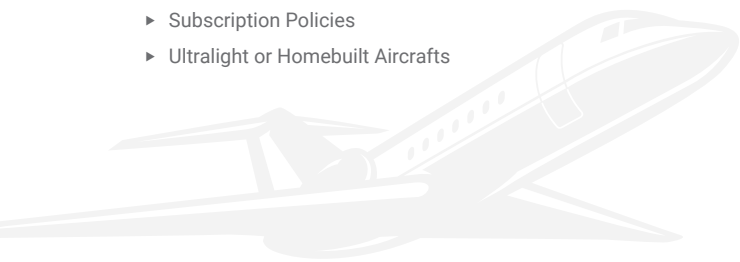 ▸ Subscription Policies
▸ Ultralight or Homebuilt Aircrafts